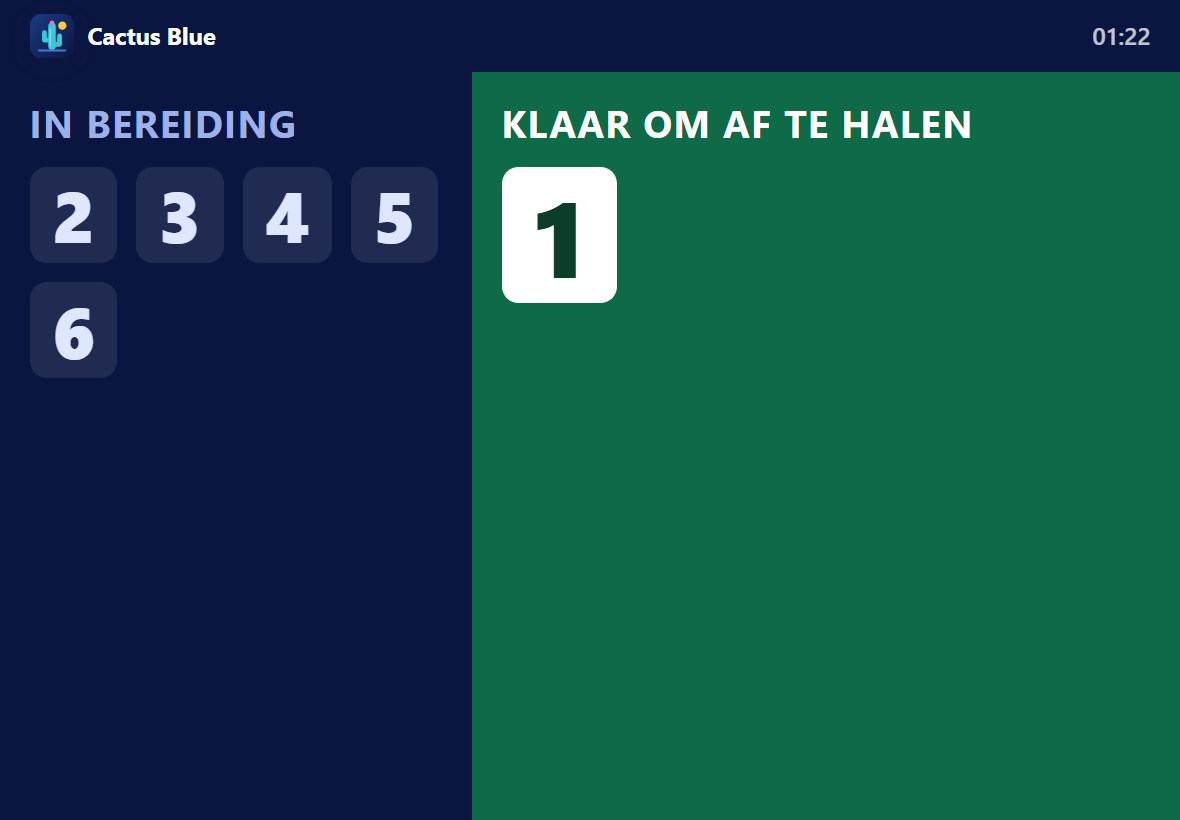 Cactus Blue
01:22
IN BEREIDING
2 3 4 5
6
KLAAR OM AF TE HALEN
1